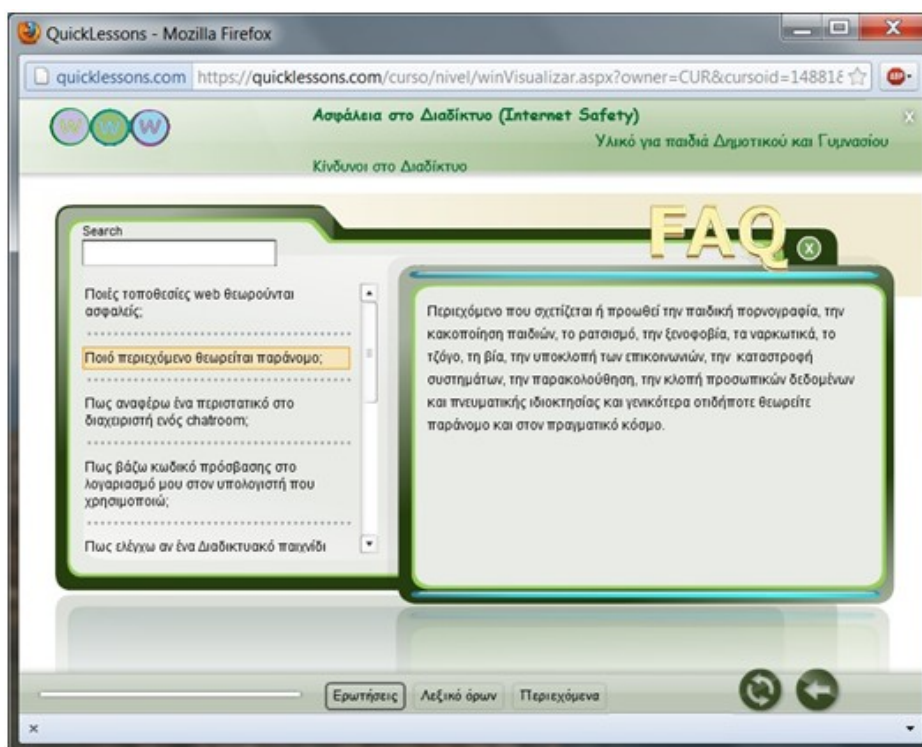 QuickLessons - Mozilla Firefox
quicklessons.com https://quicklessons.com/curso/nivel/winVisualizar.aspx?owner=CUR&cursoid=14881
WWW
Ασφάλεια στο Διαδίκτυο (Internet Safety)
Υλικό για παιδιά Δημοτικού και Γυμνασίου
Κίνδυνοι στο Διαδίκτυο
FAQ
Search
Ποιές τοποθεσίες web θεωρούνται
ασφαλείς;
Ποιό περιεχόμενο θεωρείται παράνομο;
Πως αναφέρω ένα περιστατικό στο
διαχειριστή ενός chatroom;
Πως βάζω κωδικό πρόσβασης στο
λογαριασμό μου στον υπολογιστή που
χρησιμοποιώ;
Πως ελέγχω αν ένα Διαδικτυακό παιχνίδι
Περιεχόμενο που σχετίζεται ή προωθεί την παιδική πορνογραφία, την
κακοποίηση παιδιών, το ρατσισμό, την ξενοφοβία, τα ναρκωτικά, το
τζόγο, τη βία, την υποκλοπή των επικοινωνιών, την καταστροφή
συστημάτων, την παρακολούθηση, την κλοπή προσωπικών δεδομένων
και πνευματικής ιδιοκτησίας και γενικότερα οτιδήποτε θεωρείτε
παράνομο και στον πραγματικό κόσμο.
Ερωτήσεις Λεξικό όρων Περιεχόμενα